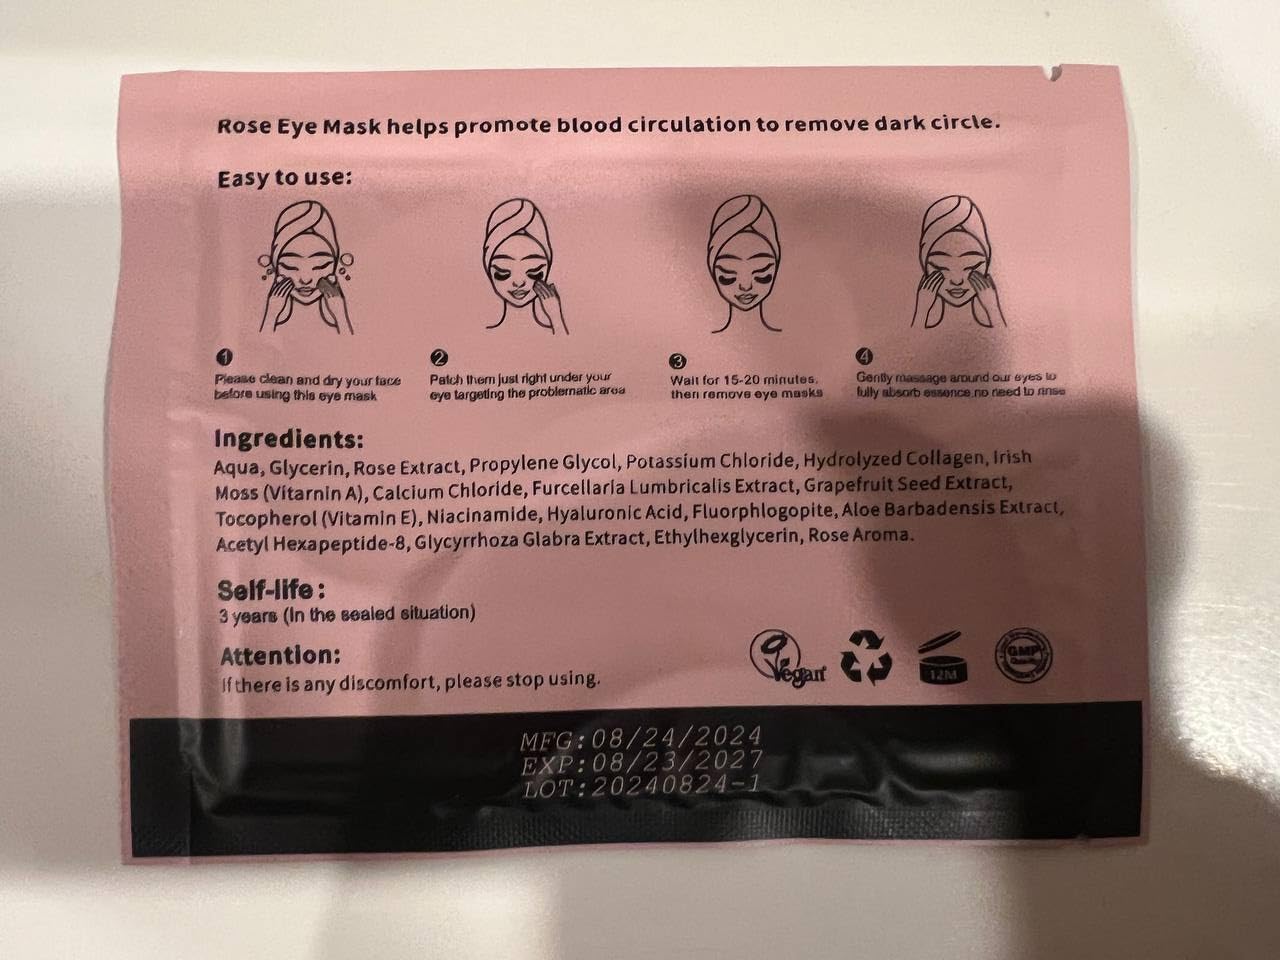 Rose Eye Mask helps promote blood circulation to remove dark circle.
Easy to use:
1
Please clean and dry your face
before using this eye mask
2
Patch them just right under your
eye targeting the problematic area
3
Wait for 15-20 minutes,
then remove eye masks
4
Gently massage around our eyes to
fully absorb essence,no need to rinse
Ingredients:
Aqua, Glycerin, Rose Extract, Propylene Glycol, Potassium Chloride, Hydrolyzed Collagen, Irish
Moss (Vitarnin A), Calcium Chloride, Furcellaria Lumbricalis Extract, Grapefruit Seed Extract,
Tocopherol (Vitamin E), Niacinamide, Hyaluronic Acid, Fluorphlogopite, Aloe Barbadensis Extract,
Acetyl Hexapeptide-8, Glycyrrhoza Glabra Extract, Ethylhexglycerin, Rose Aroma.
Self-life:
3 years (In the sealed situation)
Attention:
If there is any discomfort, please stop using.
Vegan
12M
GMP
MFG:08/24/2024
EXP:08/23/2027
LOT:20240824-1